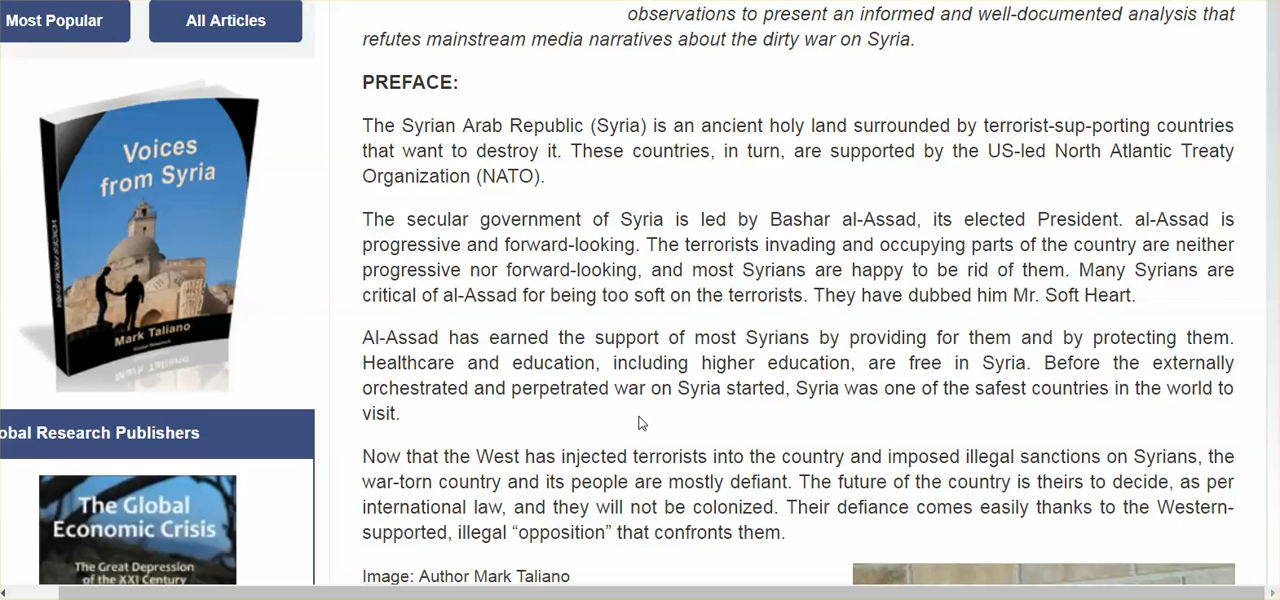 Most Popular
All Articles
observations to present an informed and well-documented analysis that
refutes mainstream media narratives about the dirty war on Syria.
PREFACE:
The Syrian Arab Republic (Syria) is an ancient holy land surrounded by terrorist-sup-porting countries
that want to destroy it. These countries, in turn, are supported by the US-led North Atlantic Treaty
Organization (NATO).
The secular government of Syria is led by Bashar al-Assad, its elected President. al-Assad is
progressive and forward-looking. The terrorists invading and occupying parts of the country are neither
progressive nor forward-looking, and most Syrians are happy to be rid of them. Many Syrians are
critical of al-Assad for being too soft on the terrorists. They have dubbed him Mr. Soft Heart.
Al-Assad has earned the support of most Syrians by providing for them and by protecting them.
Healthcare and education, including higher education, are free in Syria. Before the externally
orchestrated and perpetrated war on Syria started, Syria was one of the safest countries in the world to
visit.
Now that the West has injected terrorists into the country and imposed illegal sanctions on Syrians, the
war-torn country and its people are mostly defiant. The future of the country is theirs to decide, as per
international law, and they will not be colonized. Their defiance comes easily thanks to the Western-
supported, illegal “opposition” that confronts them.
Image: Author Mark Taliano
Voices
from Syria
Mark Taliano
obal Research Publishers
The Global
Economic Crisis
The Great Depression
of the XXI Century